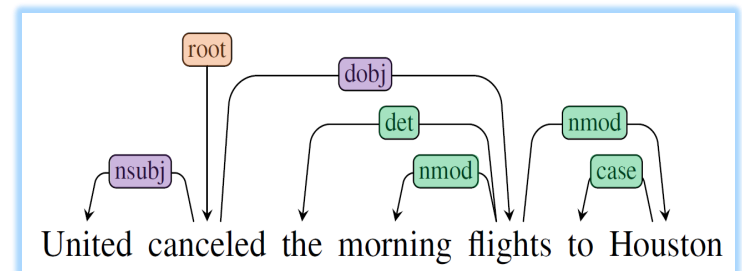 root
dobj
det nmod
nsubj nmod case
United canceled the morning flights to Houston